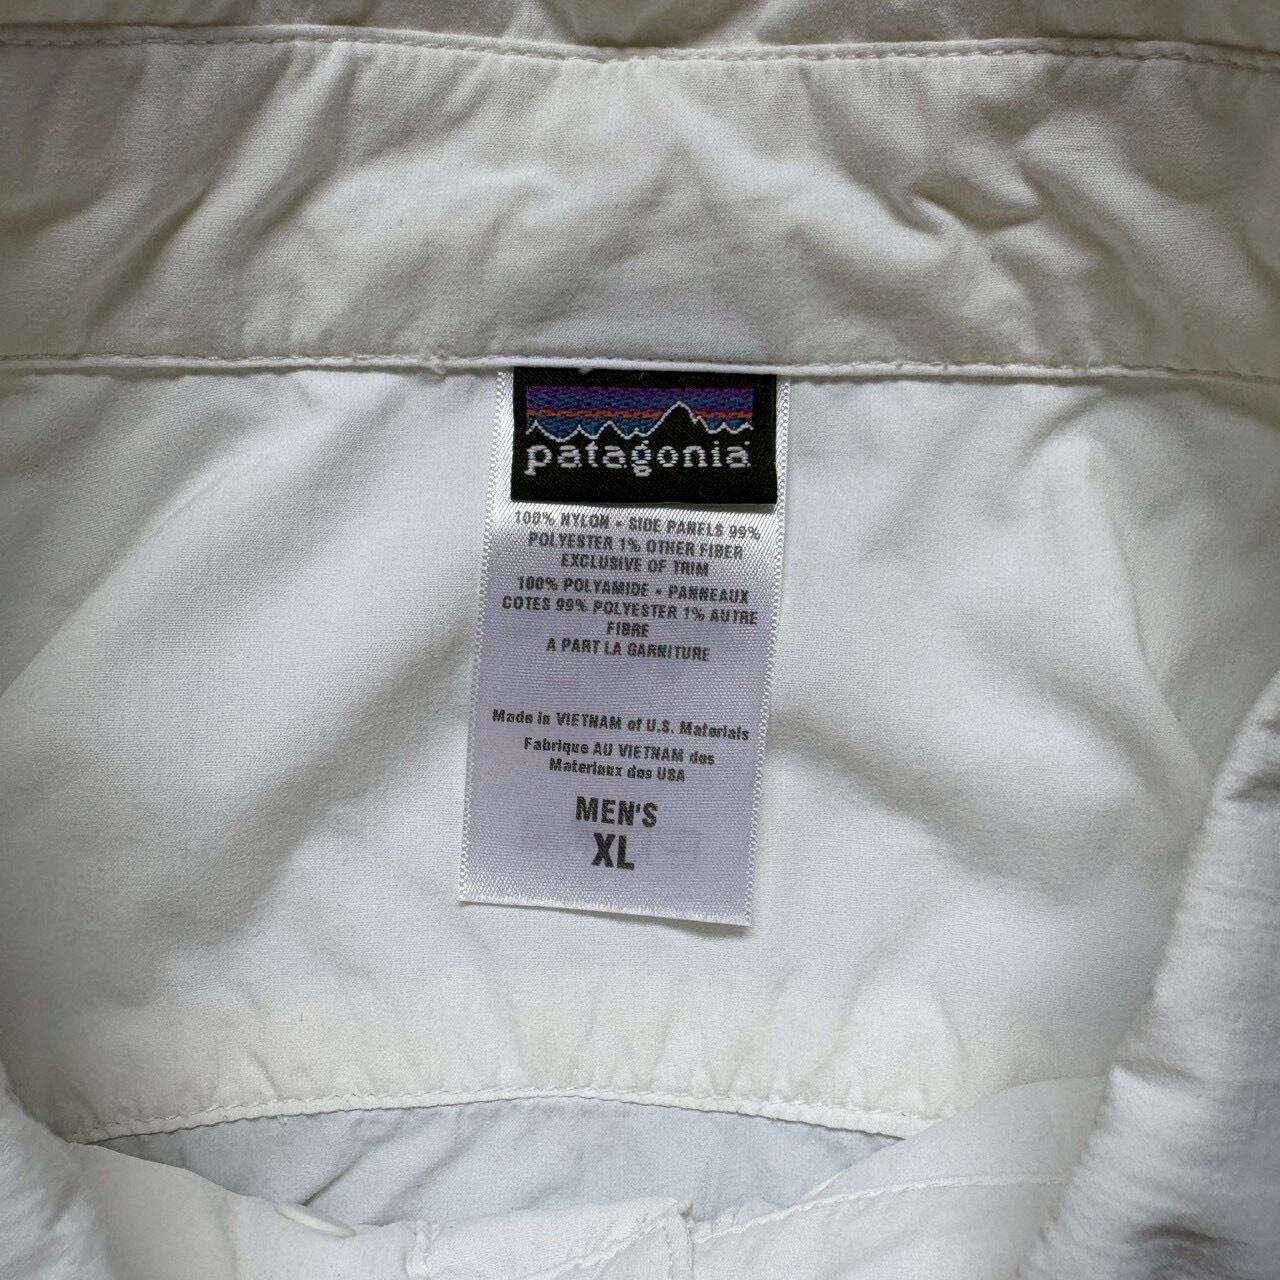 patagonia
100% NYLON • SIDE PANELS 99%
POLYESTER 1% OTHER FIBER
EXCLUSIVE OF TRIM
100% POLYAMIDE • PANNEAUX
COTES 99% POLYESTER 1% AUTRE
FIBRE
A PART LA GARNITURE
Made in VIETNAM of U.S. Materials
Fabrique AU VIETNAM des
Materiaux des USA
MEN'S
XL